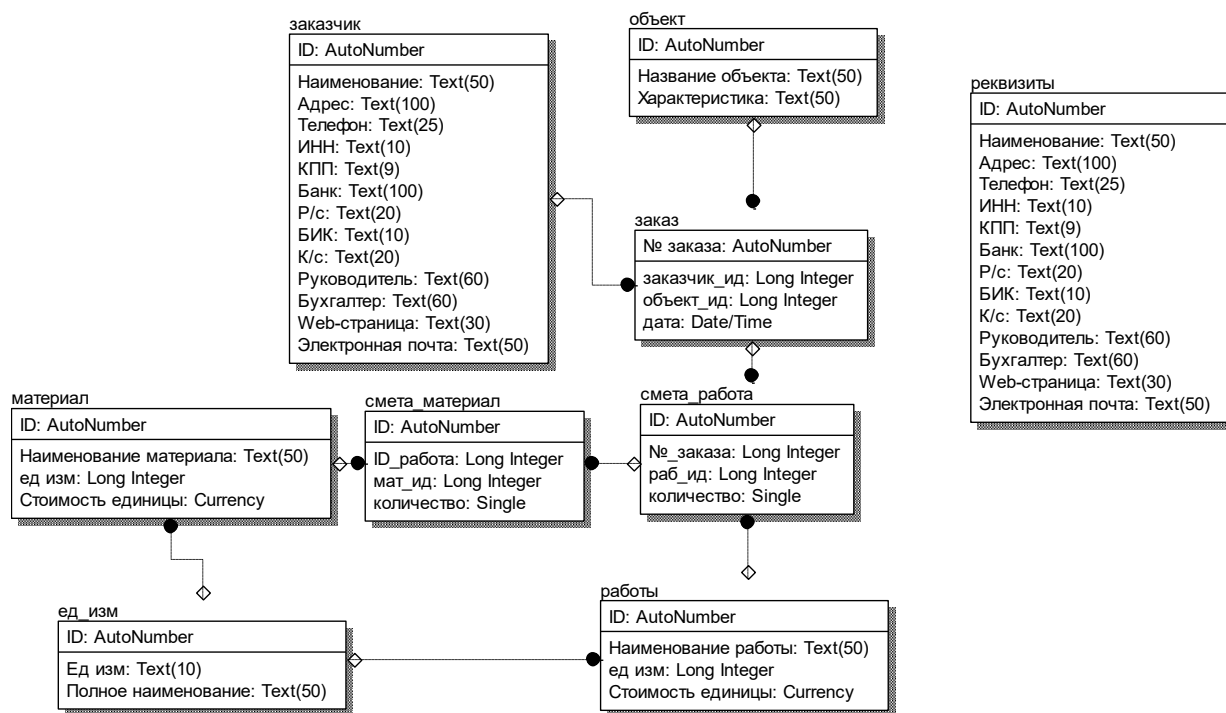 заказчик
ID: AutoNumber
Наименование: Text(50)
Адрес: Text(100)
Телефон: Text(25)
ИНН: Text(10)
КПП: Text(9)
Банк: Text(100)
Р/с: Text(20)
БИК: Text(10)
К/с: Text(20)
Руководитель: Text(60)
Бухгалтер: Text(60)
Web-страница: Text(30)
Электронная почта: Text(50)
объект
ID: AutoNumber
Название объекта: Text(50)
Характеристика: Text(50)
реквизиты
ID: AutoNumber
Наименование: Text(50)
Адрес: Text(100)
Телефон: Text(25)
ИНН: Text(10)
КПП: Text(9)
Банк: Text(100)
Р/с: Text(20)
БИК: Text(10)
К/с: Text(20)
Руководитель: Text(60)
Бухгалтер: Text(60)
Web-страница: Text(30)
Электронная почта: Text(50)
заказ
№ заказа: AutoNumber
заказчик_ид: Long Integer
объект_ид: Long Integer
дата: Date/Time
материал
ID: AutoNumber
Наименование материала: Text(50)
ед изм: Long Integer
Стоимость единицы: Currency
смета_материал
ID: AutoNumber
ID_работа: Long Integer
мат_ид: Long Integer
количество: Single
смета_работа
ID: AutoNumber
№_заказа: Long Integer
раб_ид: Long Integer
количество: Single
ед_изм
ID: AutoNumber
Ед изм: Text(10)
Полное наименование: Text(50)
работы
ID: AutoNumber
Наименование работы: Text(50)
ед изм: Long Integer
Стоимость единицы: Currency